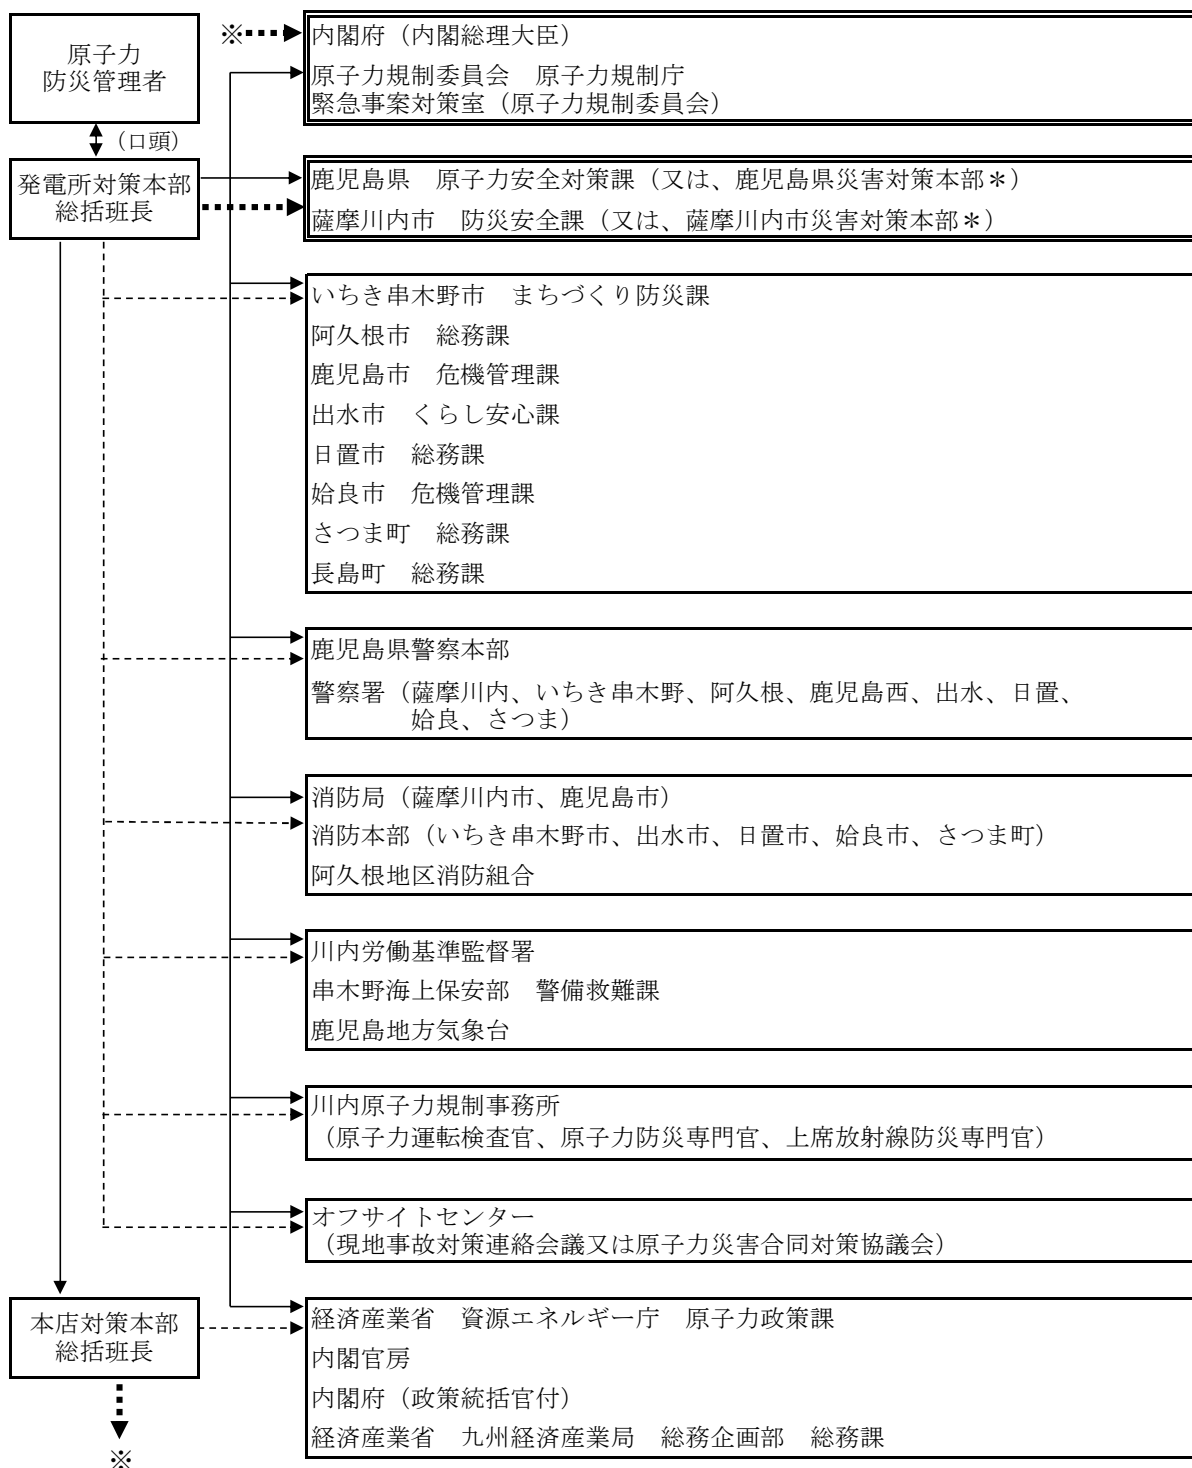 原子力
防災管理者
（口頭）
発電所対策本部
総括班長
※
内閣府（内閣総理大臣）
原子力規制委員会　原子力規制庁
緊急事案対策室（原子力規制委員会）
鹿児島県　原子力安全対策課（又は、鹿児島県災害対策本部＊）
薩摩川内市　防災安全課（又は、薩摩川内市災害対策本部＊）
いちき串木野市　まちづくり防災課
阿久根市　総務課
鹿児島市　危機管理課
出水市　くらし安心課
日置市　総務課
姶良市　危機管理課
さつま町　総務課
長島町　総務課
鹿児島県警察本部
警察署（薩摩川内、いちき串木野、阿久根、鹿児島西、出水、日置、
姶良、さつま）
消防局（薩摩川内市、鹿児島市）
消防本部（いちき串木野市、出水市、日置市、姶良市、さつま町）
阿久根地区消防組合
川内労働基準監督署
串木野海上保安部　警備救難課
鹿児島地方気象台
川内原子力規制事務所
（原子力運転検査官、原子力防災専門官、上席放射線防災専門官）
オフサイトセンター
（現地事故対策連絡会議又は原子力災害合同対策協議会）
本店対策本部
総括班長
※
経済産業省　資源エネルギー庁　原子力政策課
内閣官房
内閣府（政策統括官付）
経済産業省　九州経済産業局　総務企画部　総務課